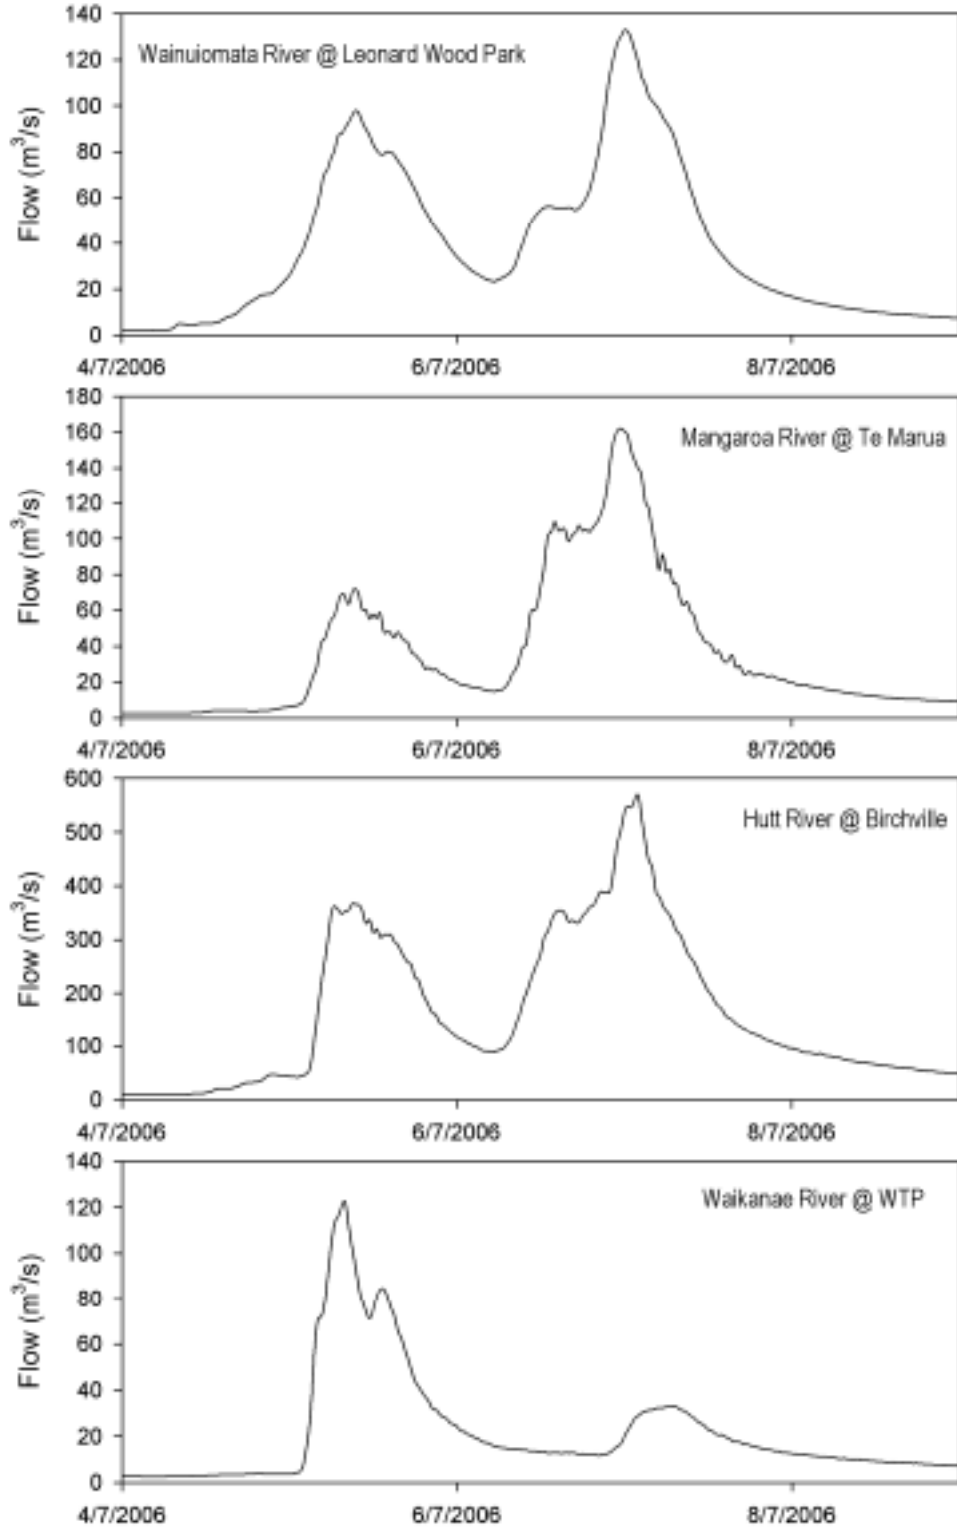 140
Wainuiomata River @ Leonard Wood Park
120
100
80
60
40
20
0
Flow (m³/s)
4/7/2006 6/7/2006 8/7/2006
180
Mangaroa River @ Te Marua
160
140
120
100
80
60
40
20
0
Flow (m³/s)
4/7/2006 6/7/2006 8/7/2006
600
Hutt River @ Birchville
500
400
300
200
100
0
Flow (m³/s)
4/7/2006 6/7/2006 8/7/2006
140
Waikanae River @ WTP
120
100
80
60
40
20
0
Flow (m³/s)
4/7/2006 6/7/2006 8/7/2006